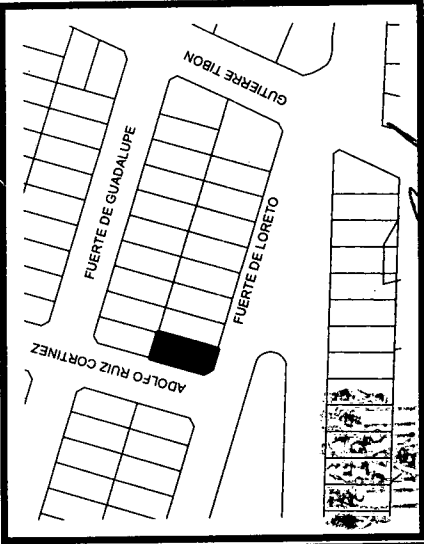 GUTIERRE TIBON
FUERTE DE GUADALUPE
FUERTE DE LORETO
ADOLFO RUIZ CORTINEZ